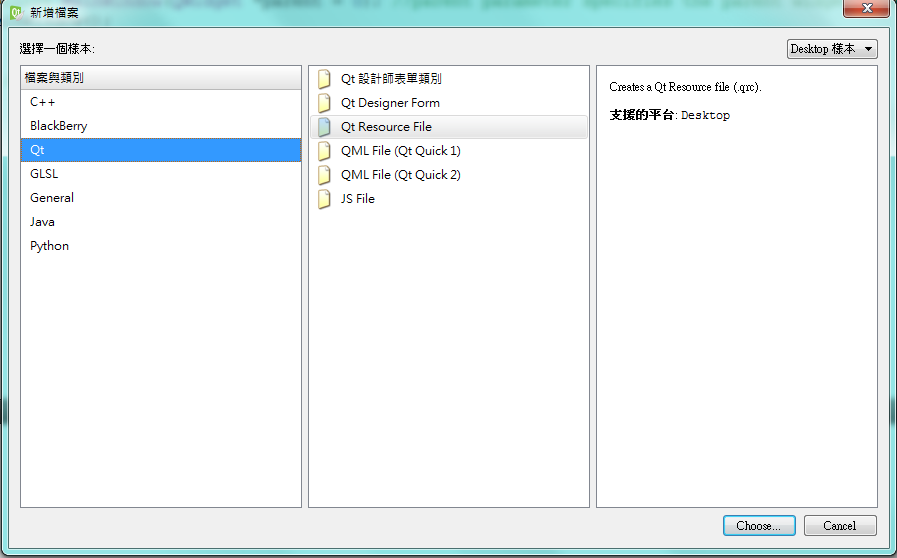 新增檔案
選擇一個樣本:
Desktop 樣本
檔案與類別
C++
BlackBerry
Qt
GLSL
General
Java
Python
Qt 設計師表單類別
Qt Designer Form
Qt Resource File
QML File (Qt Quick 1)
QML File (Qt Quick 2)
JS File
Creates a Qt Resource file (.qrc).
支援的平台: Desktop
Choose...
Cancel